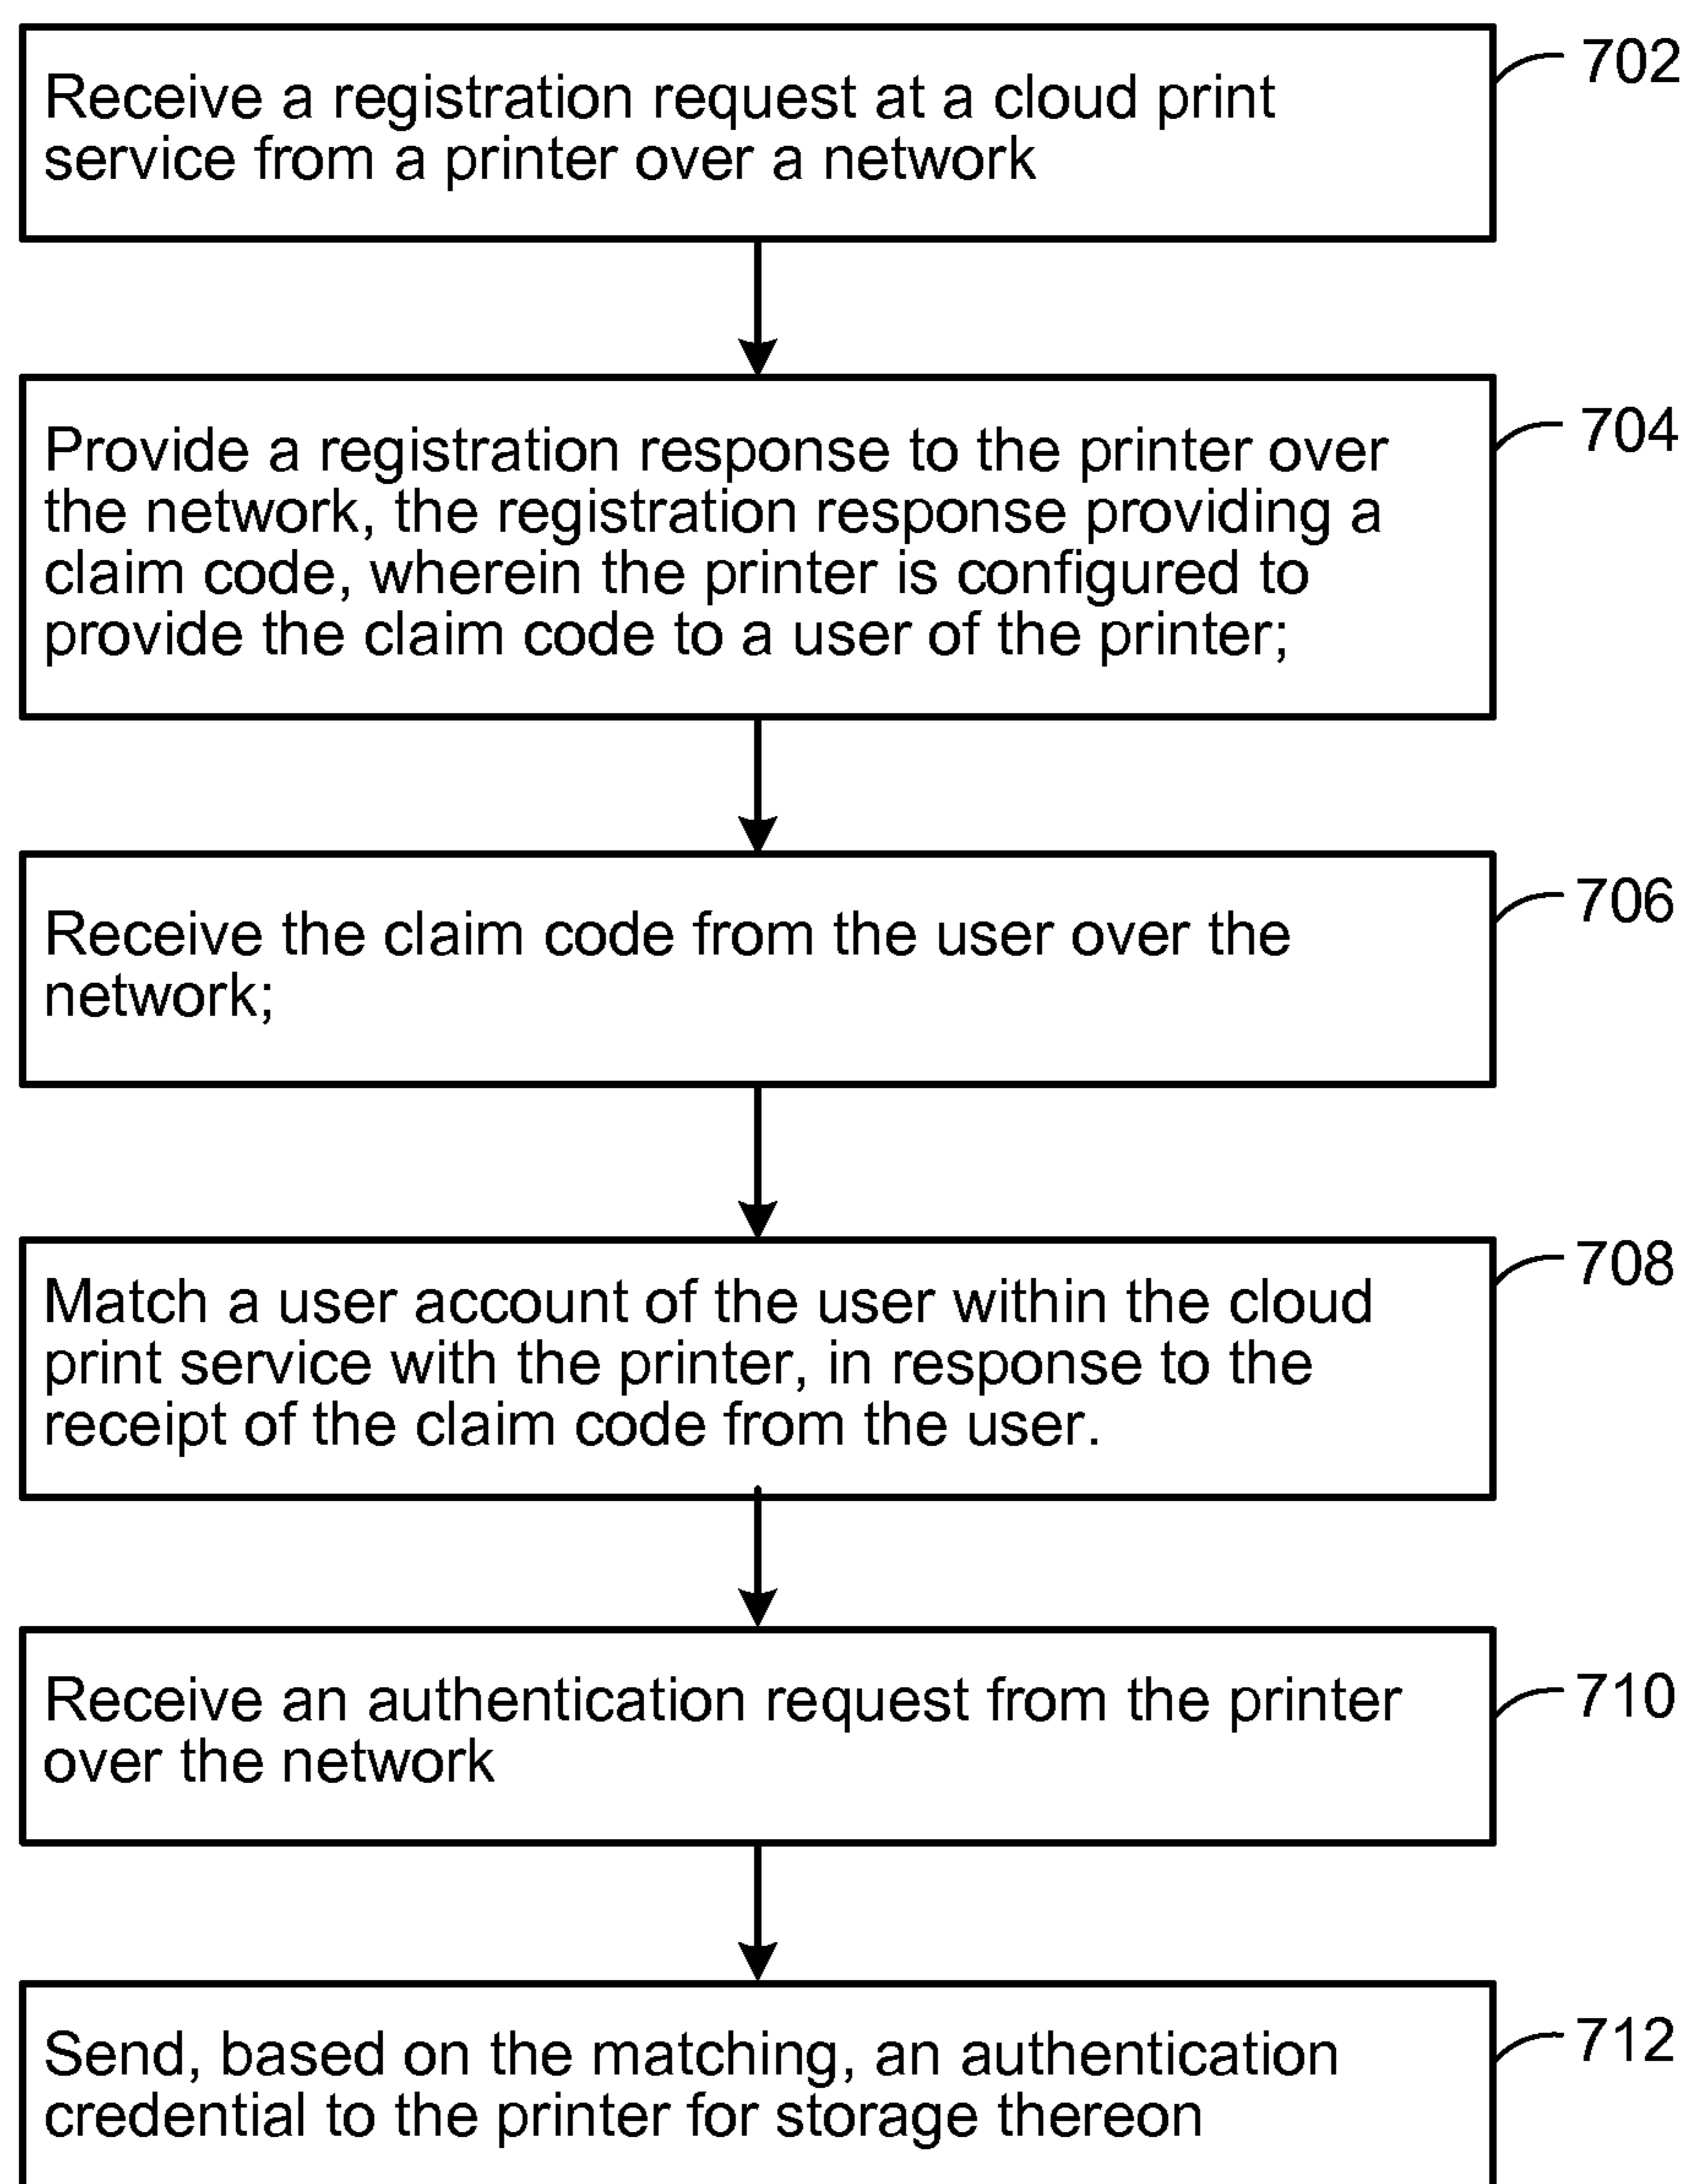 702
Receive a registration request at a cloud print
service from a printer over a network
704
Provide a registration response to the printer over
the network, the registration response providing a
claim code, wherein the printer is configured to
provide the claim code to a user of the printer;
706
Receive the claim code from the user over the
network;
708
Match a user account of the user within the cloud
print service with the printer, in response to the
receipt of the claim code from the user.
710
Receive an authentication request from the printer
over the network
712
Send, based on the matching, an authentication
credential to the printer for storage thereon